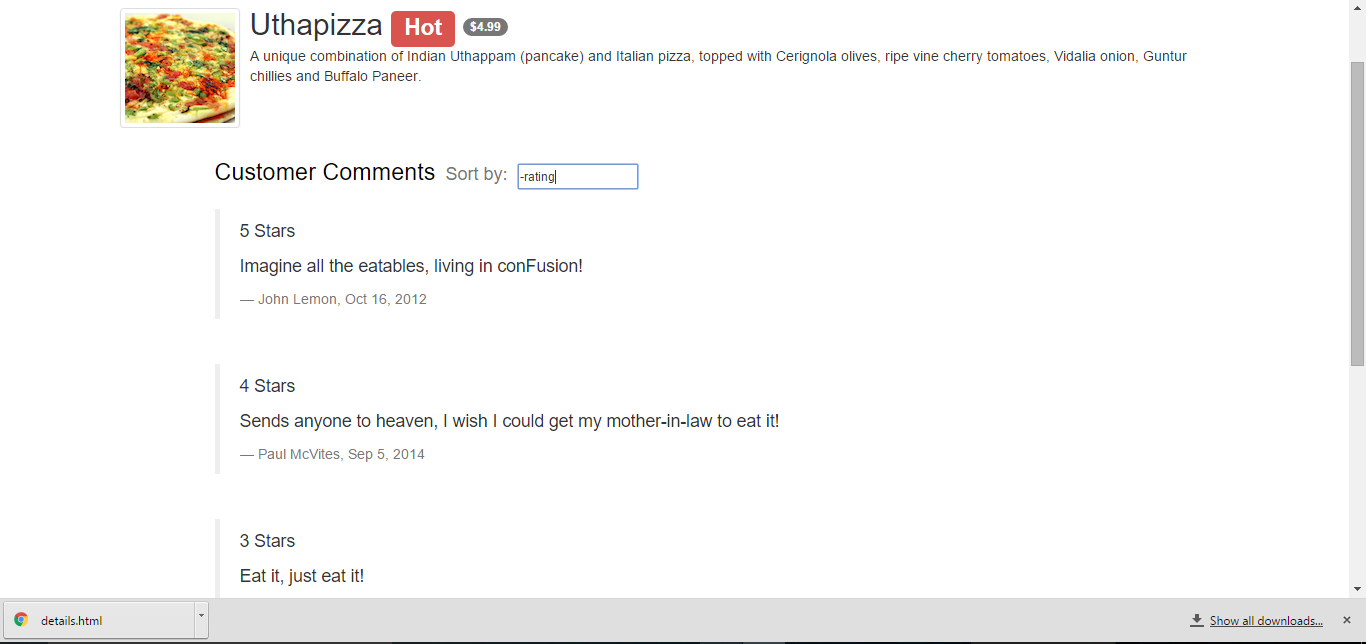 Uthapizza Hot $4.99
A unique combination of Indian Uthappam (pancake) and Italian pizza, topped with Cerignola olives, ripe vine cherry tomatoes, Vidalia onion, Guntur
chillies and Buffalo Paneer.
Customer Comments Sort by: -rating
5 Stars
Imagine all the eatables, living in conFusion!
— John Lemon, Oct 16, 2012
4 Stars
Sends anyone to heaven, I wish I could get my mother-in-law to eat it!
— Paul McVites, Sep 5, 2014
3 Stars
Eat it, just eat it!
details.html Show all downloads...